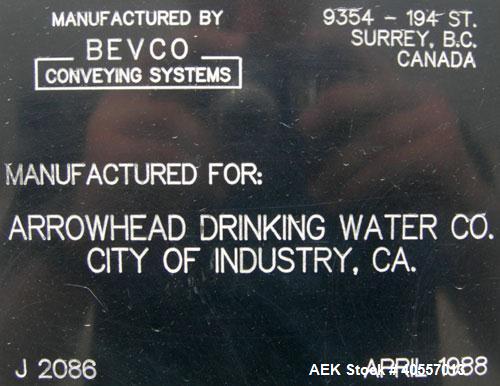 MANUFACTURED BY
BEVCO
CONVEYING SYSTEMS
9354 - 194 ST.
SURREY, B.C.
CANADA
MANUFACTURED FOR:
ARROWHEAD DRINKING WATER CO.
CITY OF INDUSTRY, CA.
J 2086
APRIL 1988
AEK Stock #